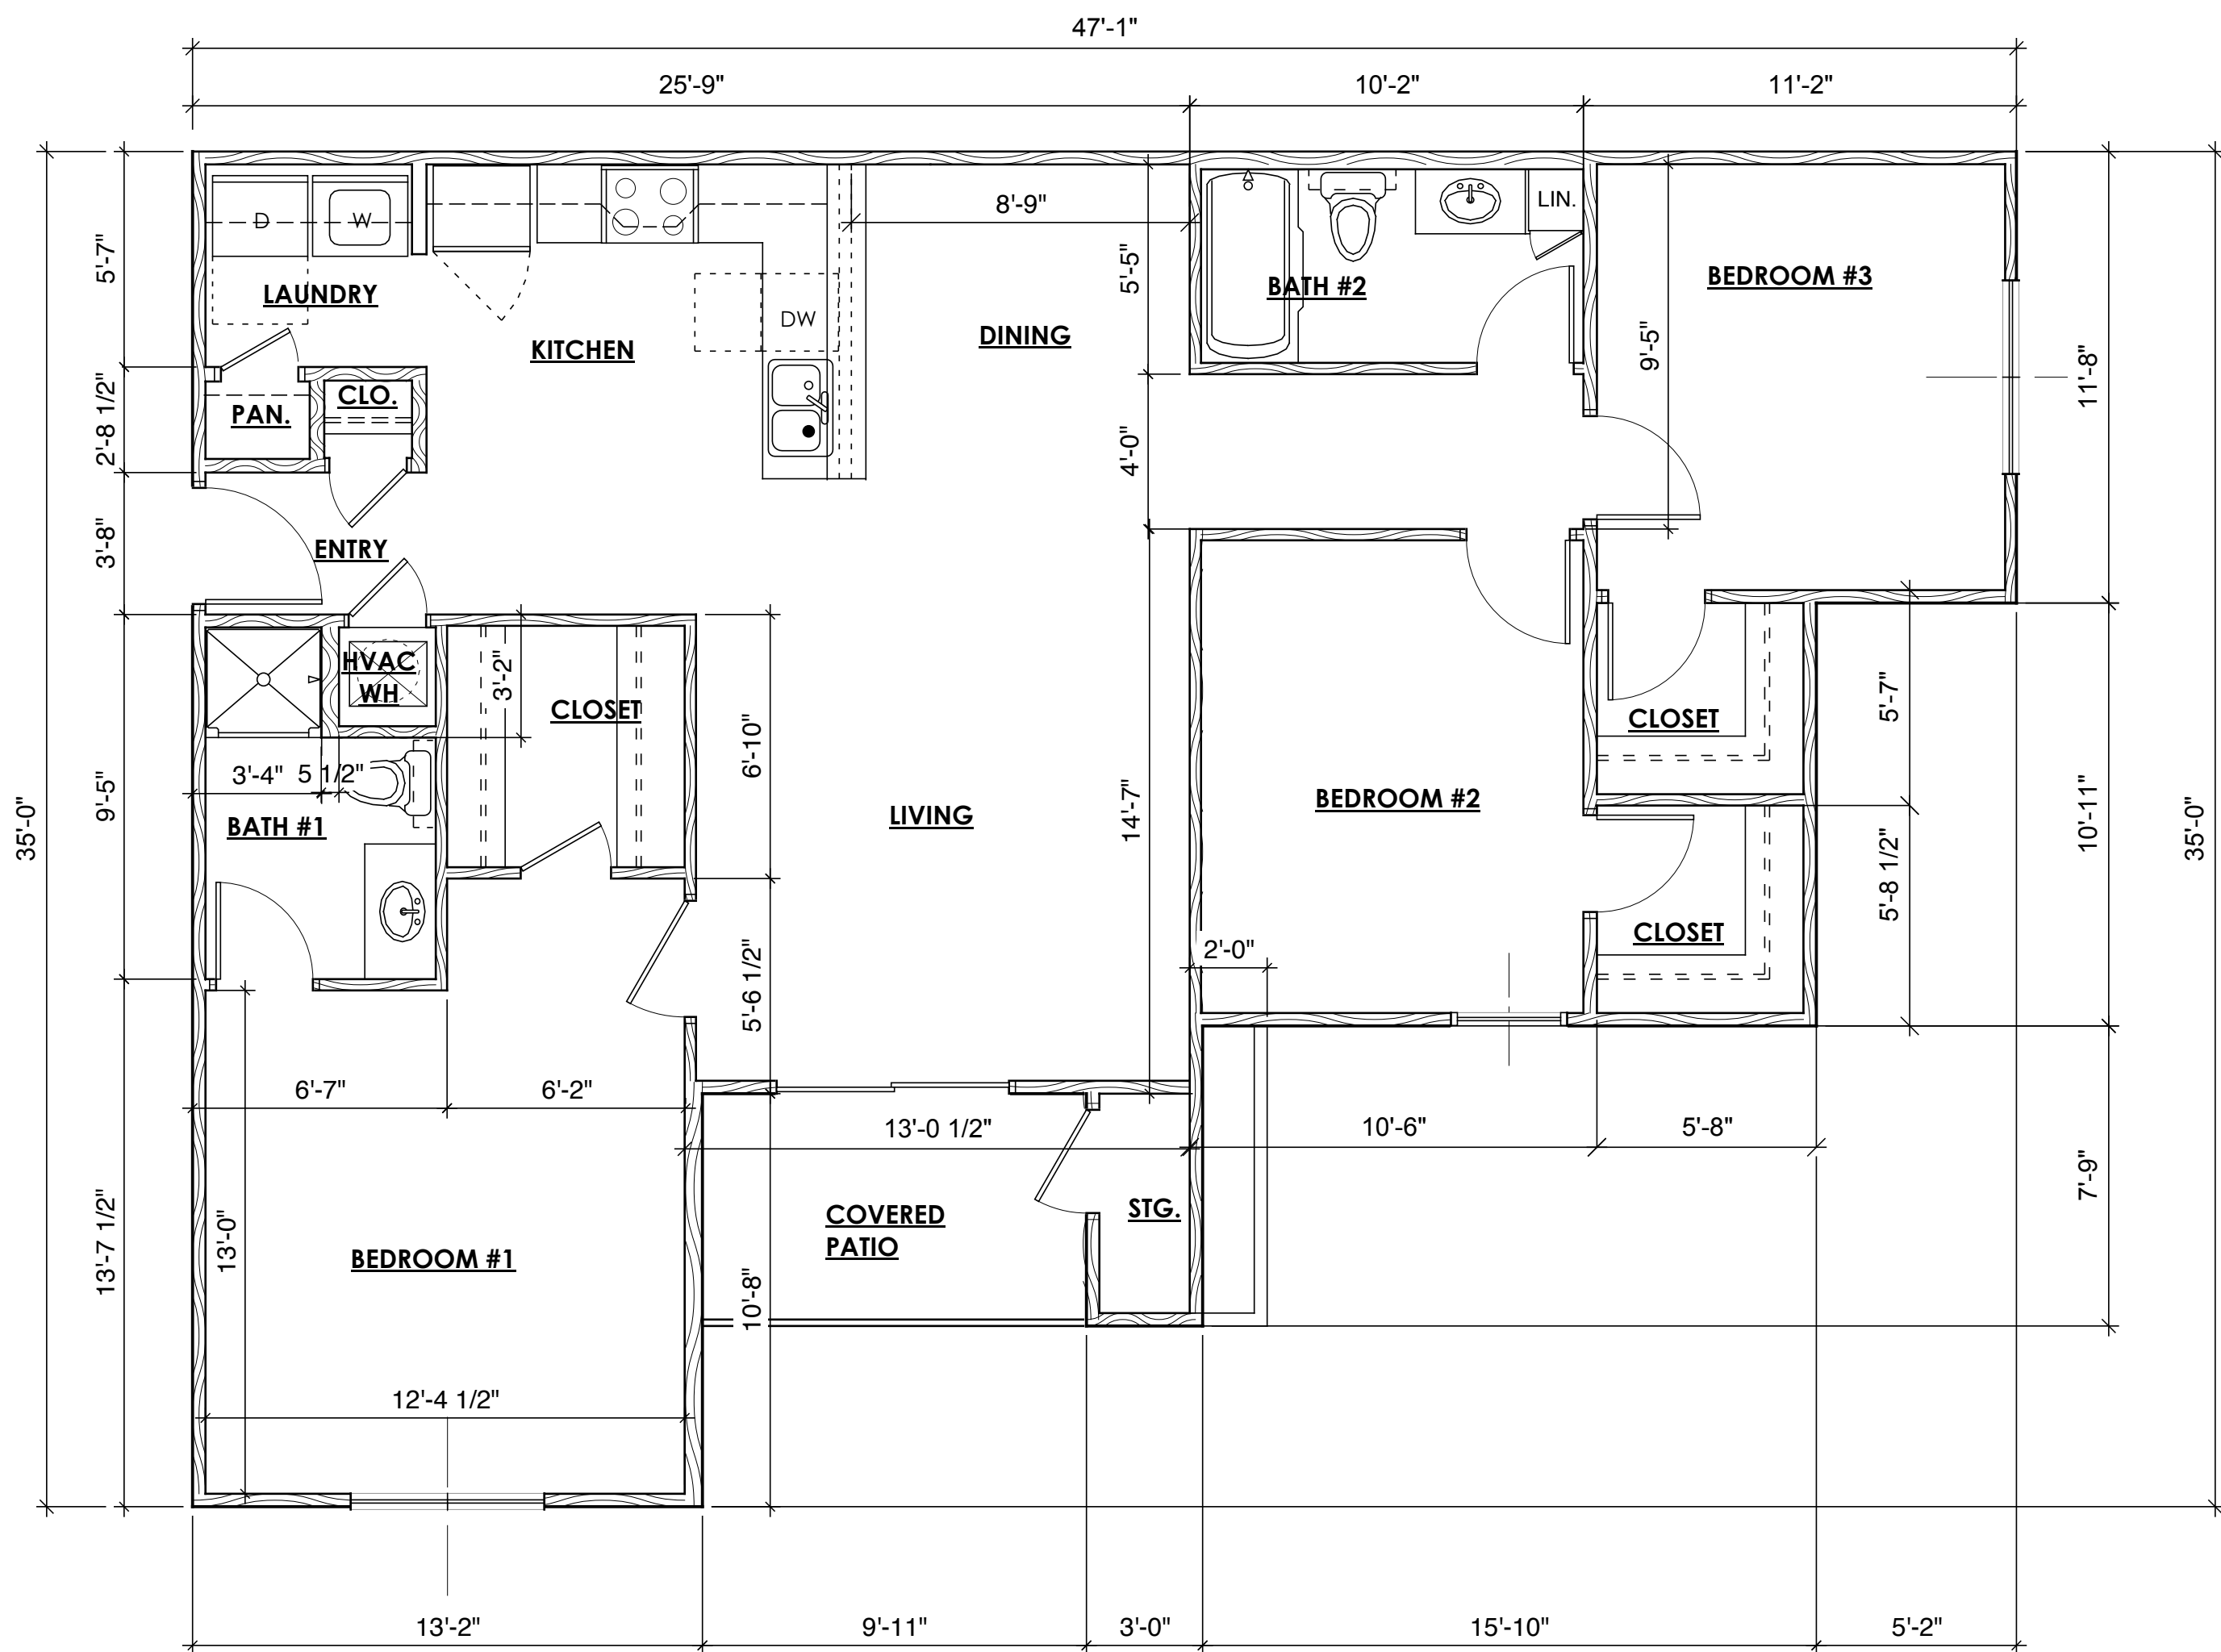 47'-1"
25'-9"
10'-2"
11'-2"
D
W
8'-9"
LIN.
5'-7"
5'-5"
LAUNDRY
BATH #2
BEDROOM #3
DW
KITCHEN
DINING
9'-5"
11'-8"
2'-8 1/2"
PAN.
CLO.
4'-0"
3'-8"
ENTRY
HVAC
WH
3'-2"
CLOSET
5'-7"
CLOSET
6'-10"
3'-4"
5 1/2"
9'-5"
35'-0"
BATH #1
LIVING
14'-7"
BEDROOM #2
10'-11"
35'-0"
5'-8 1/2"
CLOSET
2'-0"
5'-6 1/2"
6'-7"
6'-2"
13'-0 1/2"
10'-6"
5'-8"
7'-9"
13'-7 1/2"
13'-0"
BEDROOM #1
COVERED
PATIO
STG.
10'-8"
12'-4 1/2"
13'-2"
9'-11"
3'-0"
15'-10"
5'-2"